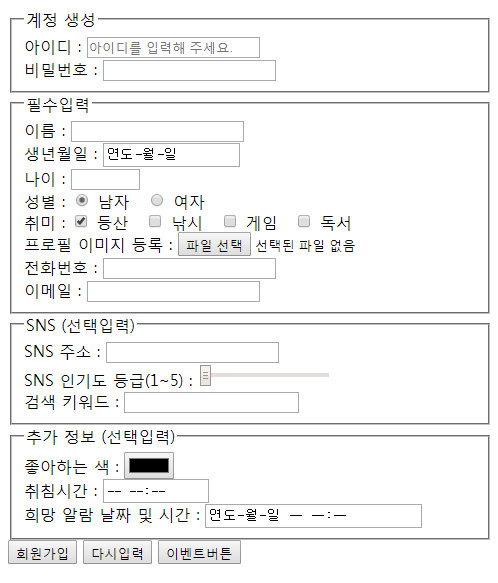 계정 생성
아이디 : 아이디를 입력해 주세요.
비밀번호 :
필수입력
이름 :
생년월일 : 연도-월-일
나이 :
성별 : 남자 여자
취미 : 등산 낚시 게임 독서
프로필 이미지 등록 : 파일 선택 선택된 파일 없음
전화번호 :
이메일 :
SNS (선택입력)
SNS 주소 :
SNS 인기도 등급(1~5) :
검색 키워드 :
추가 정보 (선택입력)
좋아하는 색 :
취침시간 : -- --:--
희망 알람 날짜 및 시간 : 연도-월-일 -- --:--
회원가입 다시입력 이벤트버튼